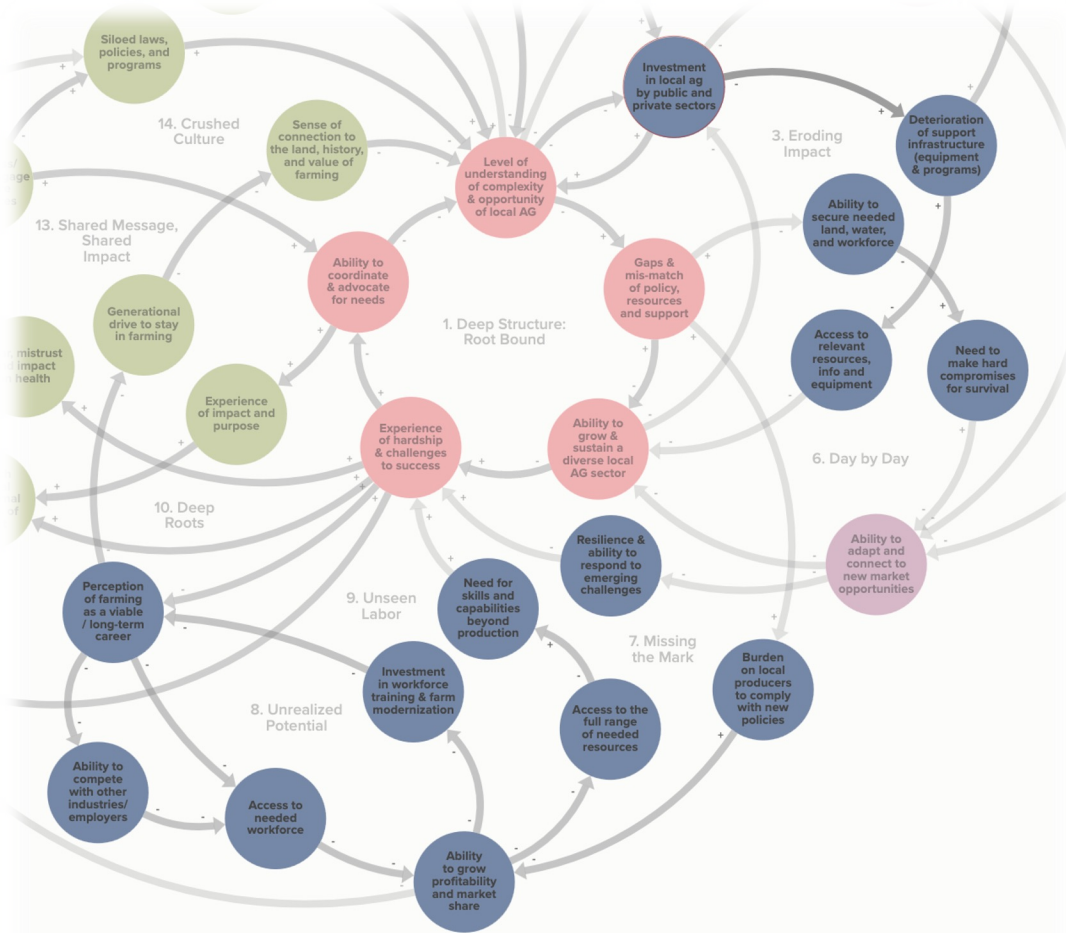 Siloed laws,
policies, and
programs
Investment
in local ag
by public and
private sectors
14. Crushed
Culture
Sense of
connection to
the land, history,
and value of
farming
3. Eroding
Impact
Deterioration
of support
infrastructure
(equipment
& programs)
Level of
understanding
of complexity
& opportunity
of local AG
Ability to
secure needed
land, water,
and workforce
13. Shared Message,
Shared
Impact
Ability to
coordinate
& advocate
for needs
Gaps &
mis-match
of policy,
resources
and support
Generational
drive to stay
in farming
1. Deep Structure:
Root Bound
Access to
relevant
resources,
info and
equipment
Need to
make hard
compromises
for survival
mistrust
impact
health
Experience
of impact and
purpose
Experience
of hardship
& challenges
to success
Ability to
grow &
sustain a
diverse local
AG sector
6. Day by Day
10. Deep
Roots
Resilience &
ability to
respond to
emerging
challenges
Ability to
adapt and
connect to
new market
opportunities
Perception
of farming
as a viable
/ long-term
career
9. Unseen
Labor
Need for
skills and
capabilities
beyond
production
7. Missing
the Mark
Investment
in workforce
training & farm
modernization
Burden
on local
producers
to comply
with new
policies
8. Unrealized
Potential
Access to the
full range
of needed
resources
Ability to
compete
with other
industries/
employers
Access to
needed
workforce
Ability
to grow
profitability
and market
share